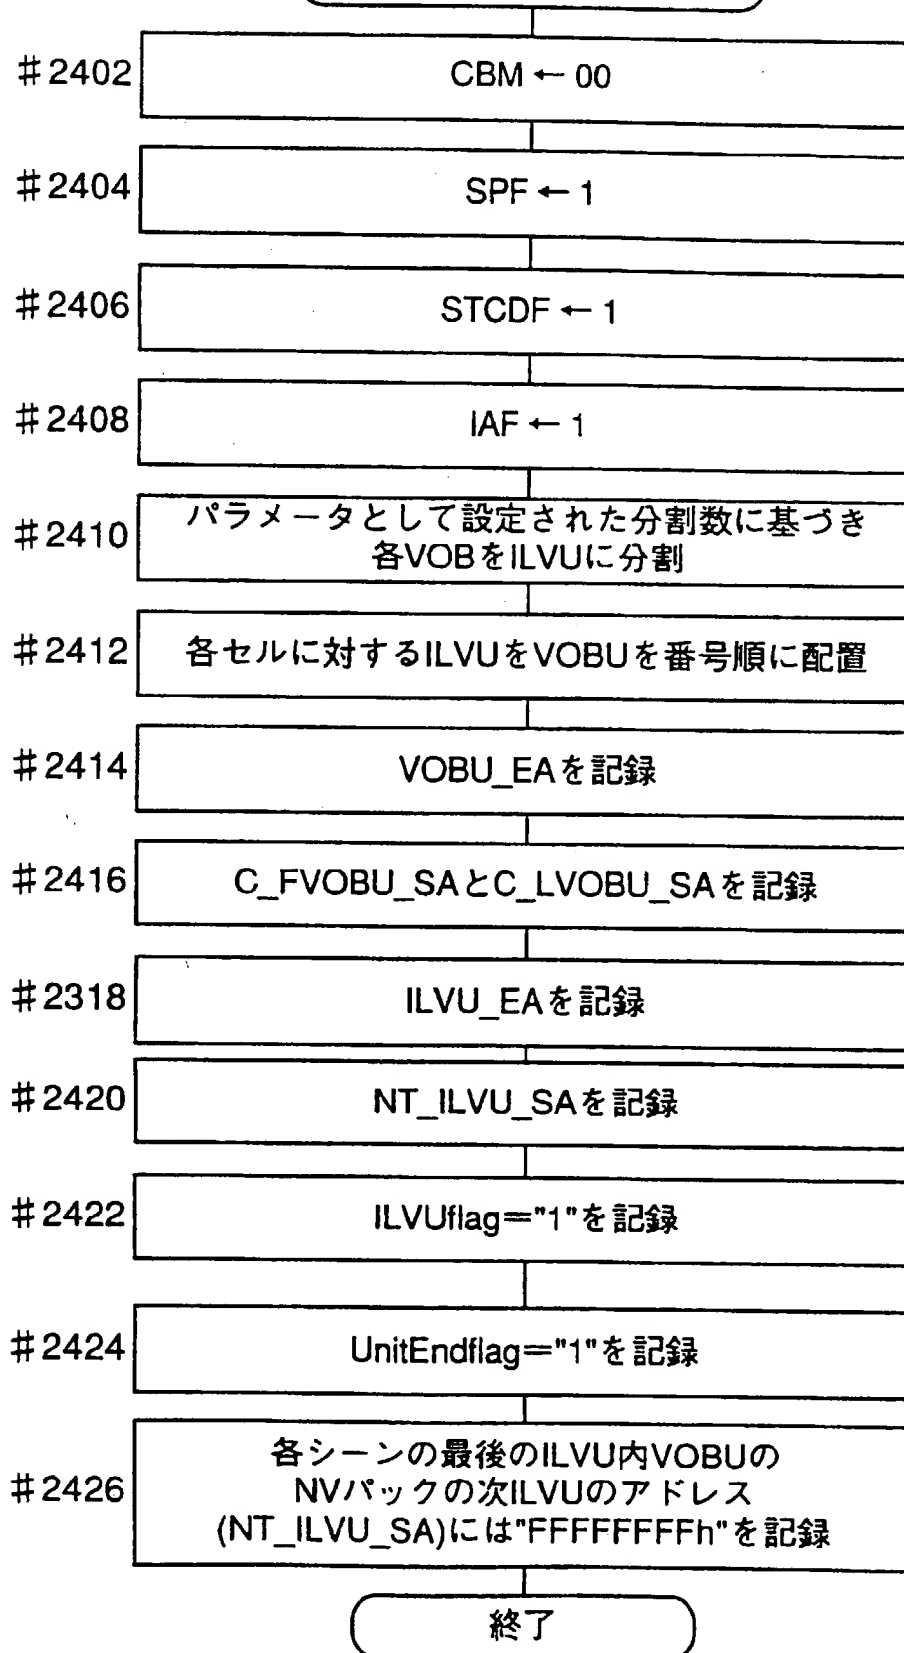 #2402
CBM ← 00
#2404
SPF ← 1
#2406
STCDF ← 1
#2408
IAF ← 1
#2410
パラメータとして設定された分割数に基づき
各VOBをILVUに分割
#2412
各セルに対するILVUをVOBUを番号順に配置
#2414
VOBU_EAを記録
#2416
C_FVOBU_SAとC_LVOBU_SAを記録
#2318
ILVU_EAを記録
#2420
NT_ILVU_SAを記録
#2422
ILVUflag="1"を記録
#2424
UnitEndflag="1"を記録
#2426
各シーンの最後のILVU内VOBUの
NVパックの次ILVUのアドレス
(NT_ILVU_SA)には"FFFFFFFFh"を記録
終了